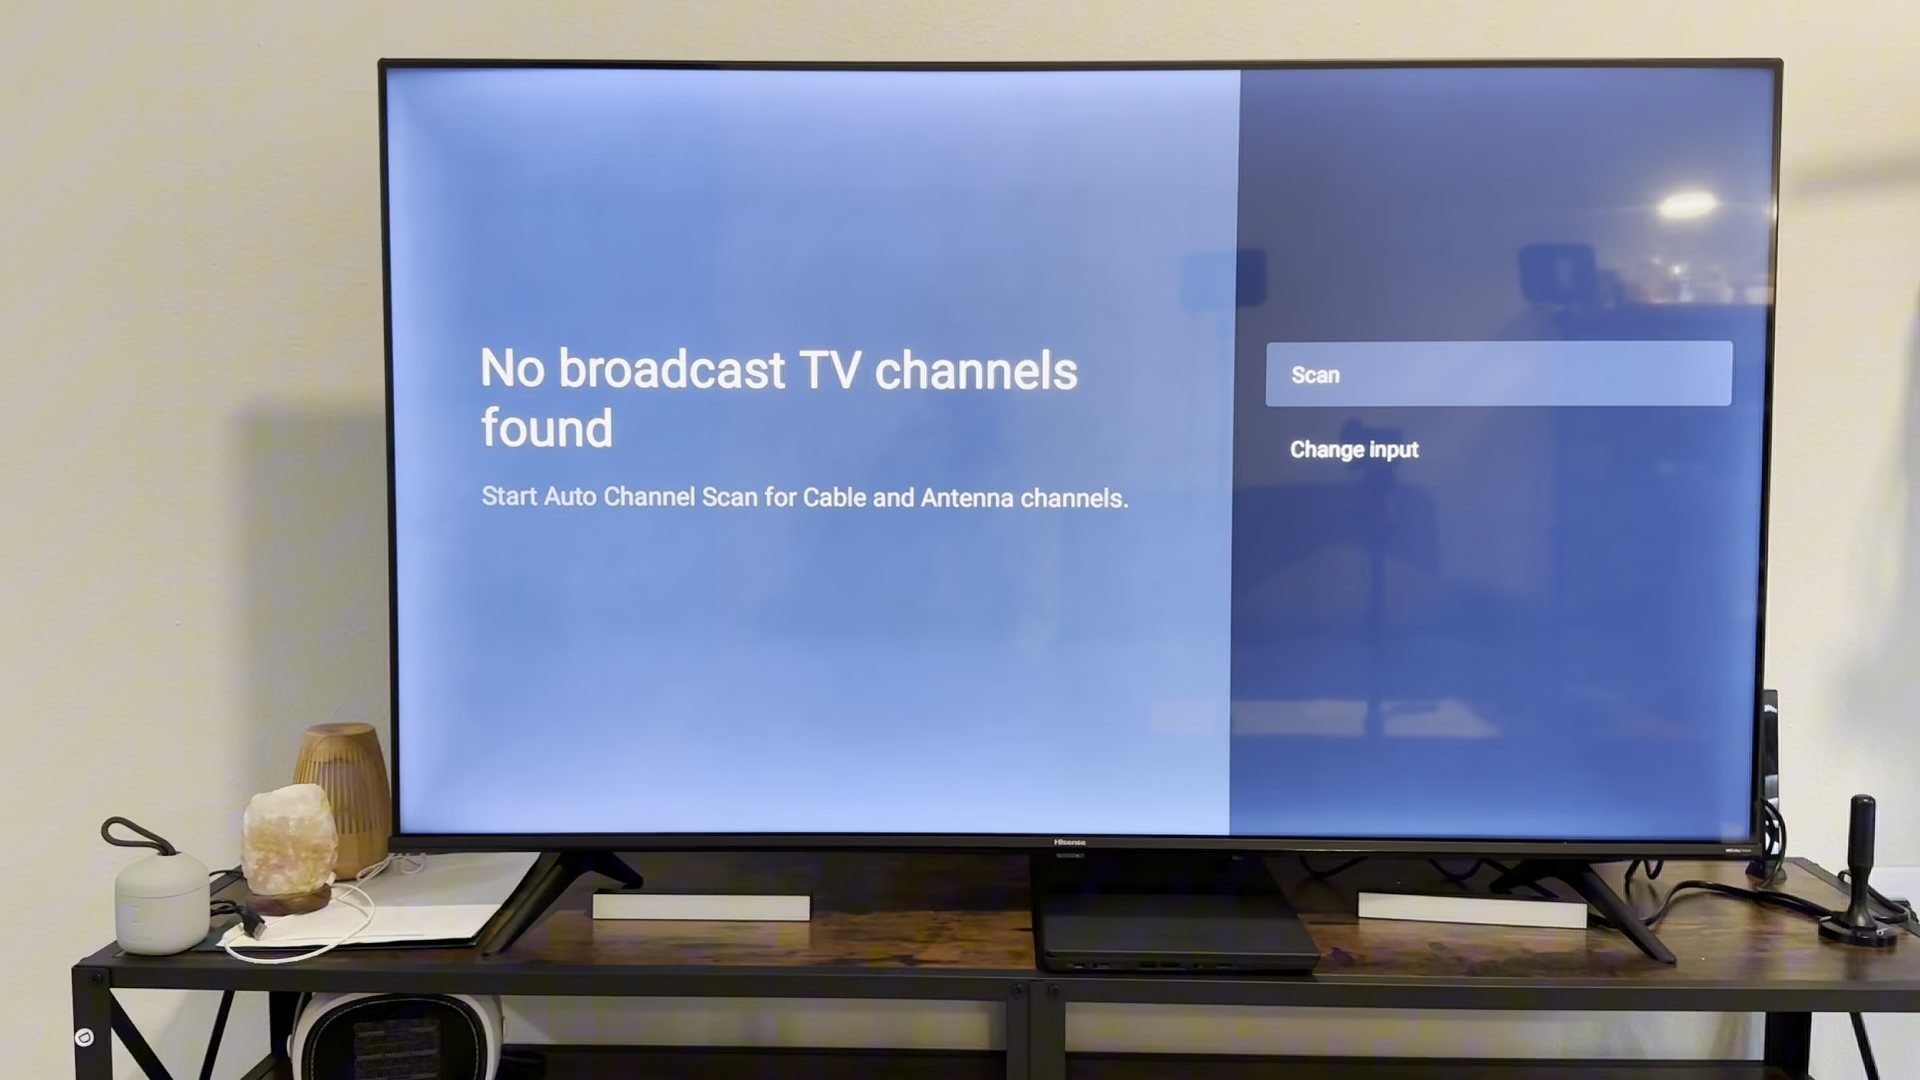 No broadcast TV channels
found
Start Auto Channel Scan for Cable and Antenna channels.
Scan
Change input
Hisense